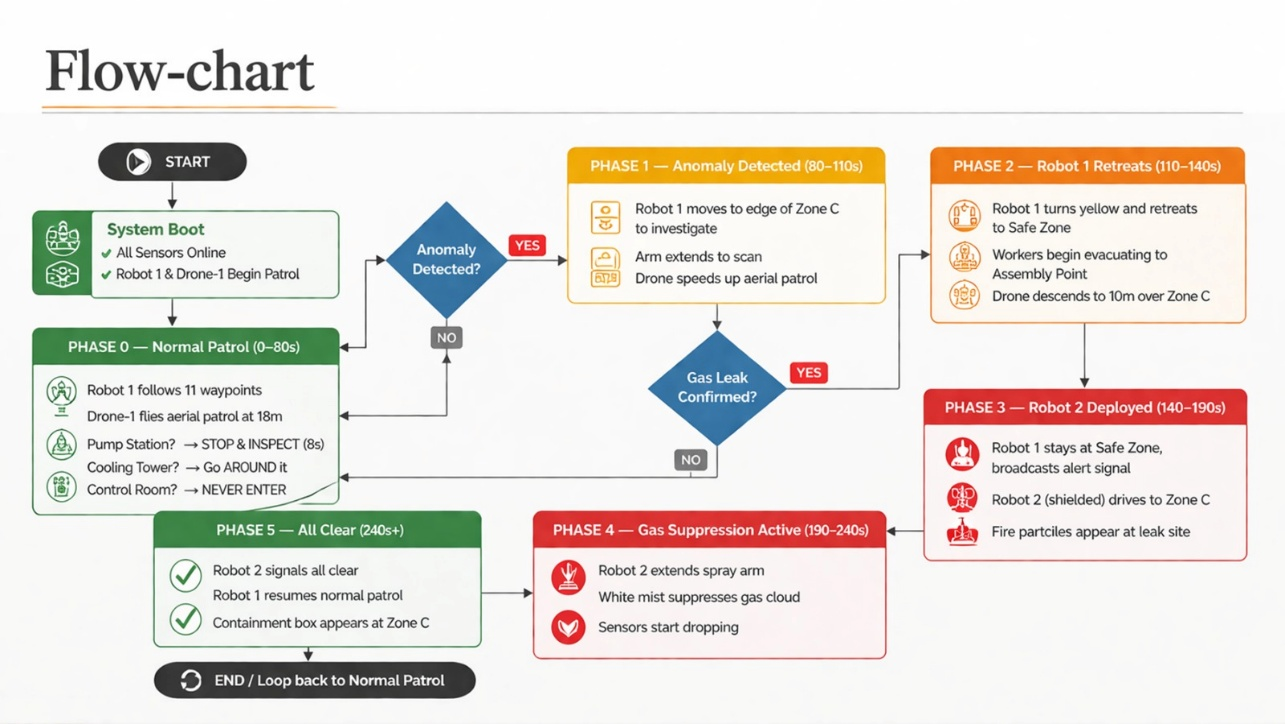 Flow-chart
START
System Boot
✓ All Sensors Online
✓ Robot 1 & Drone-1 Begin Patrol
PHASE 0 — Normal Patrol (0–80s)
Robot 1 follows 11 waypoints
Drone-1 flies aerial patrol at 18m
Pump Station? → STOP & INSPECT (8s)
Cooling Tower? → Go AROUND it
Control Room? → NEVER ENTER
Anomaly
Detected?
YES
NO
PHASE 1 — Anomaly Detected (80–110s)
Robot 1 moves to edge of Zone C
to investigate
Arm extends to scan
Drone speeds up aerial patrol
Gas Leak
Confirmed?
YES
NO
PHASE 2 — Robot 1 Retreats (110–140s)
Robot 1 turns yellow and retreats
to Safe Zone
Workers begin evacuating to
Assembly Point
Drone descends to 10m over Zone C
PHASE 3 — Robot 2 Deployed (140–190s)
Robot 1 stays at Safe Zone,
broadcasts alert signal
Robot 2 (shielded) drives to Zone C
Fire partciles appear at leak site
PHASE 4 — Gas Suppression Active (190–240s)
Robot 2 extends spray arm
White mist suppresses gas cloud
Sensors start dropping
PHASE 5 — All Clear (240s+)
Robot 2 signals all clear
Robot 1 resumes normal patrol
Containment box appears at Zone C
END / Loop back to Normal Patrol